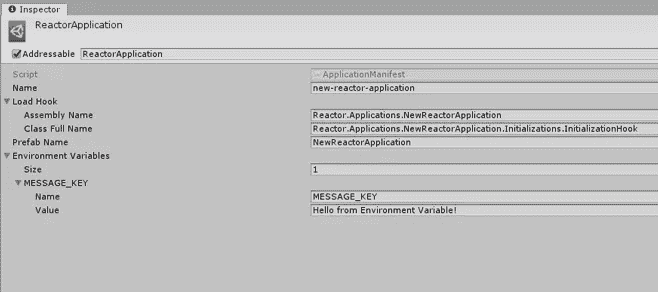 Inspector
ReactorApplication
Addressable ReactorApplication
Script ApplicationManifest
Name new-reactor-application
Load Hook
Assembly Name Reactor.Applications.NewReactorApplication
Class Full Name Reactor.Applications.NewReactorApplication.Initializations.InitializationHook
Prefab Name NewReactorApplication
Environment Variables
Size 1
MESSAGE_KEY
Name MESSAGE_KEY
Value Hello from Environment Variable!